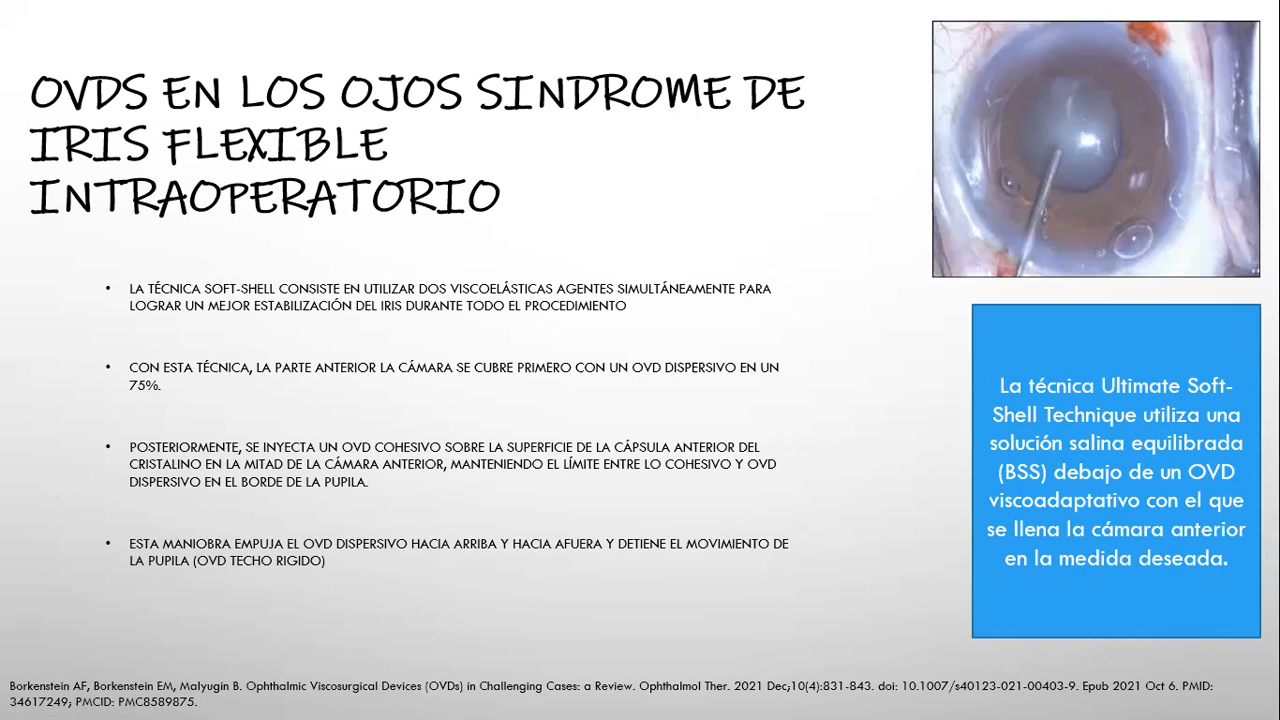 OVDS EN LOS OJOS SINDROME DE
IRIS FLEXIBLE
INTRAOPERATORIO
• LA TÉCNICA SOFT-SHELL CONSISTE EN UTILIZAR DOS VISCOELÁSTICAS AGENTES SIMULTÁNEAMENTE PARA
LOGRAR UN MEJOR ESTABILIZACIÓN DEL IRIS DURANTE TODO EL PROCEDIMIENTO
• CON ESTA TÉCNICA, LA PARTE ANTERIOR LA CÁMARA SE CUBRE PRIMERO CON UN OVD DISPERSIVO EN UN
75%.
• POSTERIORMENTE, SE INYECTA UN OVD COHESIVO SOBRE LA SUPERFICIE DE LA CÁPSULA ANTERIOR DEL
CRISTALINO EN LA MITAD DE LA CÁMARA ANTERIOR, MANTENIENDO EL LÍMITE ENTRE LO COHESIVO Y OVD
DISPERSIVO EN EL BORDE DE LA PUPILA.
• ESTA MANIOBRA EMPUJA EL OVD DISPERSIVO HACIA ARRIBA Y HACIA AFUERA Y DETIENE EL MOVIMIENTO DE
LA PUPILA (OVD TECHO RIGIDO)
La técnica Ultimate Soft-
Shell Technique utiliza una
solución salina equilibrada
(BSS) debajo de un OVD
viscoadaptativo con el que
se llena la cámara anterior
en la medida deseada.
Borkenstein AF, Borkenstein EM, Malyugin B. Ophthalmic Viscosurgical Devices (OVDs) in Challenging Cases: a Review. Ophthalmol Ther. 2021 Dec;10(4):831-843. doi: 10.1007/s40123-021-00403-9. Epub 2021 Oct 6. PMID:
34617249; PMCID: PMC8589875.